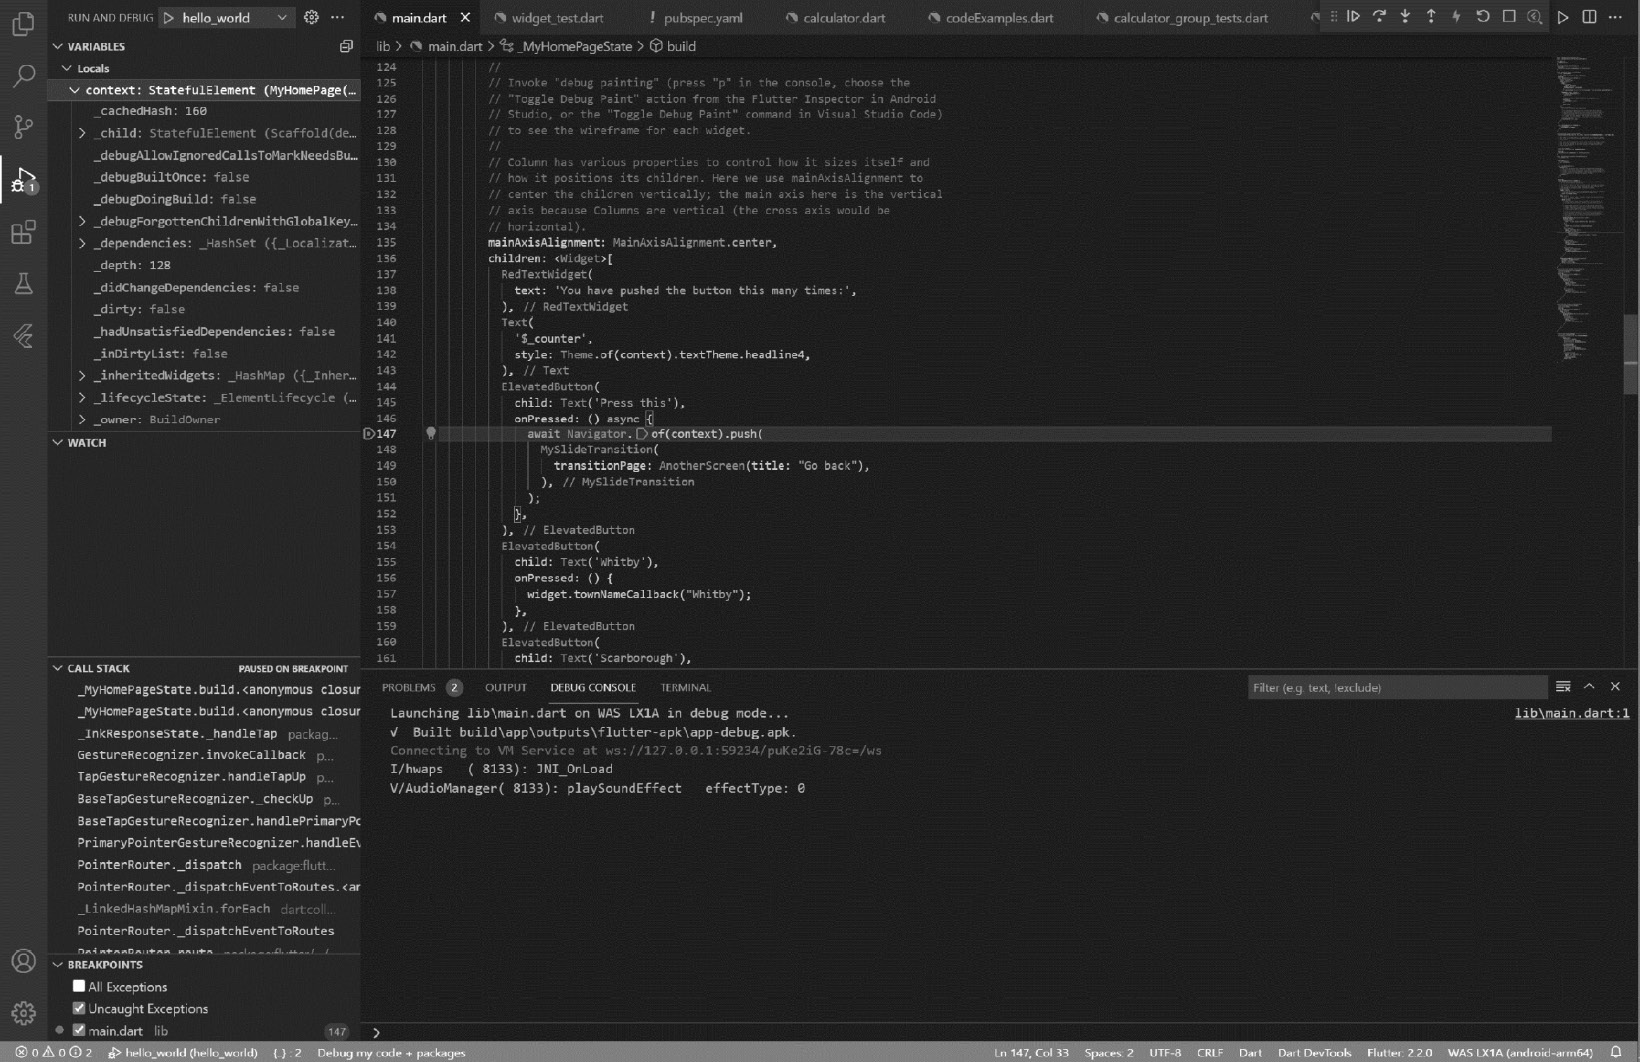 RUN AND DEBUG hello_world
main.dart widget_test.dart ! pubspec.yaml calculator.dart codeExamples.dart calculator_group_tests.dart
VARIABLES
Locals
context: StatefulElement (MyHomePage(…
_cachedHash: 160
_child: StatefulElement (Scaffold(de…
_debugAllowIgnoredCallsToMarkNeedsBu…
_debugBuiltOnce: false
_debugDoingBuild: false
_debugForgottenChildrenWithGlobalKey…
_dependencies: _HashSet ({_Localizat…
_depth: 128
_didChangeDependencies: false
_dirty: false
_hadUnsatisfiedDependencies: false
_inDirtyList: false
_inheritedWidgets: _HashMap ({_Inher…
_lifecycleState: _ElementLifecycle (…
_owner: BuildOwner
WATCH
CALL STACK PAUSED ON BREAKPOINT
_MyHomePageState.build.<anonymous closur
_MyHomePageState.build.<anonymous closur
_InkResponseState._handleTap packag...
GestureRecognizer.invokeCallback p...
TapGestureRecognizer.handleTapUp p...
BaseTapGestureRecognizer._checkUp p...
BaseTapGestureRecognizer.handlePrimaryPo
PrimaryPointerGestureRecognizer.handleEv
PointerRouter._dispatch package:flutt...
PointerRouter._dispatchEventToRoutes.<an
_LinkedHashMapMixin.forEach dart:coll...
PointerRouter._dispatchEventToRoutes
PointerRouter.route package:flutter/
BREAKPOINTS
All Exceptions
Uncaught Exceptions
main.dart lib 147
lib > main.dart > _MyHomePageState > build
124 //
125 // Invoke "debug painting" (press "p" in the console, choose the
126 // "Toggle Debug Paint" action from the Flutter Inspector in Android
127 // Studio, or the "Toggle Debug Paint" command in Visual Studio Code)
128 // to see the wireframe for each widget.
129 //
130 // Column has various properties to control how it sizes itself and
131 // how it positions its children. Here we use mainAxisAlignment to
132 // center the children vertically; the main axis here is the vertical
133 // axis because Columns are vertical (the cross axis would be
134 // horizontal).
135 mainAxisAlignment: MainAxisAlignment.center,
136 children: <Widget>[
137 RedTextWidget(
138 text: 'You have pushed the button this many times:',
139 ), // RedTextWidget
140 Text(
141 '$_counter',
142 style: Theme.of(context).textTheme.headline4,
143 ), // Text
144 ElevatedButton(
145 child: Text('Press this'),
146 onPressed: () async {
147 await Navigator.of(context).push(
148 MySlideTransition(
149 transitionPage: AnotherScreen(title: "Go back"),
150 ), // MySlideTransition
151 );
152 },
153 ), // ElevatedButton
154 ElevatedButton(
155 child: Text('Whitby'),
156 onPressed: () {
157 widget.townNameCallback("Whitby");
158 },
159 ), // ElevatedButton
160 ElevatedButton(
161 child: Text('Scarborough'),
PROBLEMS 2 OUTPUT DEBUG CONSOLE TERMINAL Filter (e.g. text, !exclude)
Launching lib\main.dart on WAS LX1A in debug mode... lib\main.dart:1
√ Built build\app\outputs\flutter-apk\app-debug.apk.
Connecting to VM Service at ws://127.0.0.1:59234/puKe2iG-78c=/ws
I/hwaps ( 8133): JNI_OnLoad
V/AudioManager( 8133): playSoundEffect effectType: 0
1
0 0 2 hello_world (hello_world) {.} : 2 Debug my code + packages Ln 147, Col 33 Spaces: 2 UTF-8 CRLF Dart Dart DevTools Flutter: 2.2.0 WAS LX1A (android-arm64)